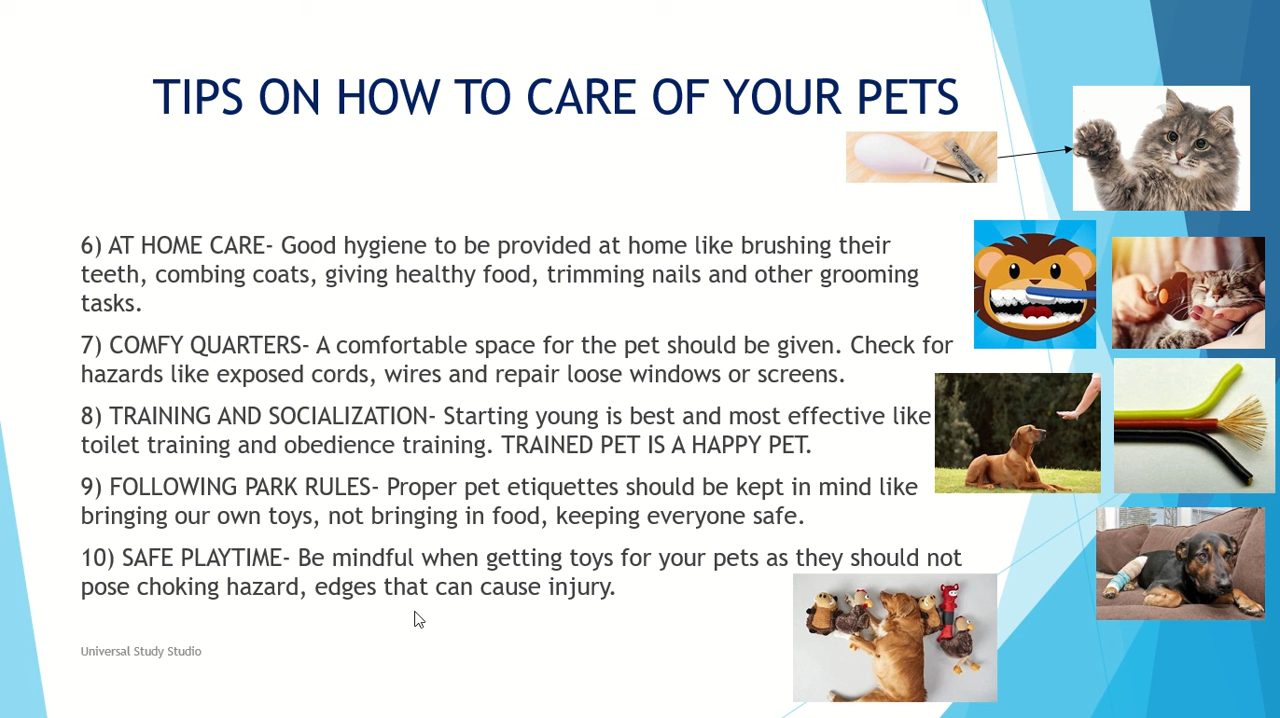 TIPS ON HOW TO CARE OF YOUR PETS
6) AT HOME CARE- Good hygiene to be provided at home like brushing their
teeth, combing coats, giving healthy food, trimming nails and other grooming
tasks.
7) COMFY QUARTERS- A comfortable space for the pet should be given. Check for
hazards like exposed cords, wires and repair loose windows or screens.
8) TRAINING AND SOCIALIZATION- Starting young is best and most effective like
toilet training and obedience training. TRAINED PET IS A HAPPY PET.
9) FOLLOWING PARK RULES- Proper pet etiquettes should be kept in mind like
bringing our own toys, not bringing in food, keeping everyone safe.
10) SAFE PLAYTIME- Be mindful when getting toys for your pets as they should not
pose choking hazard, edges that can cause injury.
Universal Study Studio